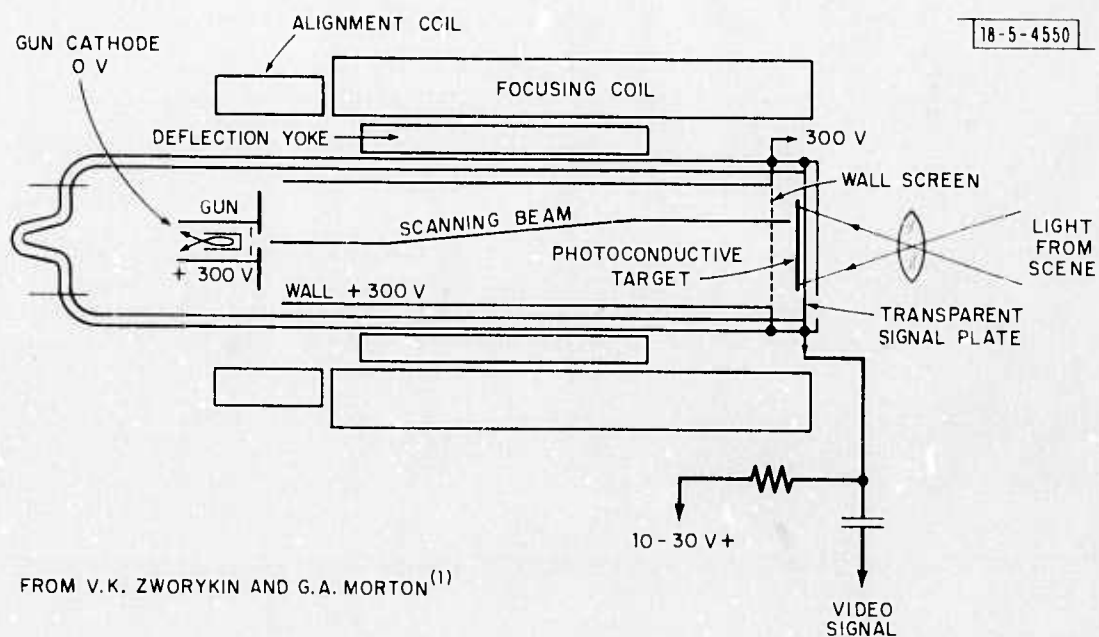 18-5-4550
ALIGNMENT COIL
GUN CATHODE
0 V
FOCUSING COIL
DEFLECTION YOKE
300 V
WALL SCREEN
GUN
SCANNING BEAM
+ 300 V
PHOTOCONDUCTIVE
TARGET
LIGHT
FROM
SCENE
WALL + 300 V
TRANSPARENT
SIGNAL PLATE
10 - 30 V +
FROM V.K. ZWORYKIN AND G.A. MORTON(1)
VIDEO
SIGNAL